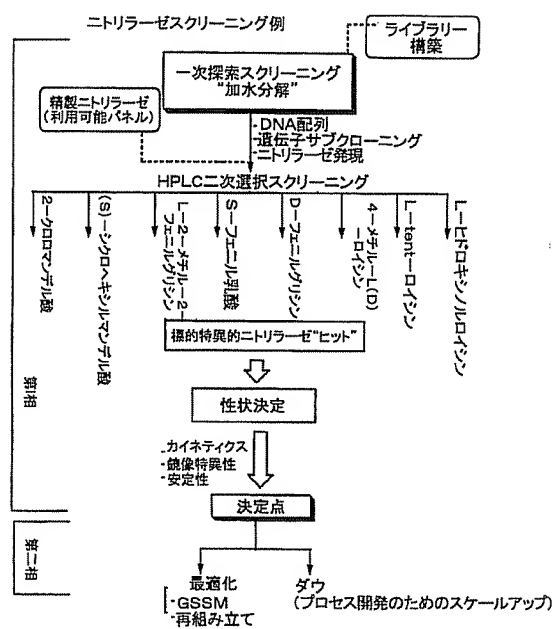 ニトリラーゼスクリーニング例
ライブラリー
構築
一次探索スクリーニング
"加水分解"
精製ニトリラーゼ
(利用可能パネル)
-DNA配列
-遺伝子サブクローニング
-ニトリラーゼ発現
HPLC二次選択スクリーニング
2ークロロマンデル酸
(S)ーシクロヘキシルマンデル酸
Lー2ーメチルー2ー
フェニルグリシン
Sーフェニル乳酸
Dーフェニルグリシン
4ーメチルーL(D)
ーロイシン
Lーtentーロイシン
Lーヒドロキシノルロイシン
標的特異的ニトリラーゼ"ヒット"
性状決定
-カイネティクス
-鏡像特異性
-安定性
決定点
第一相
第二相
最適化
-GSSM
-再組み立て
ダウ
(プロセス開発のためのスケールアップ)